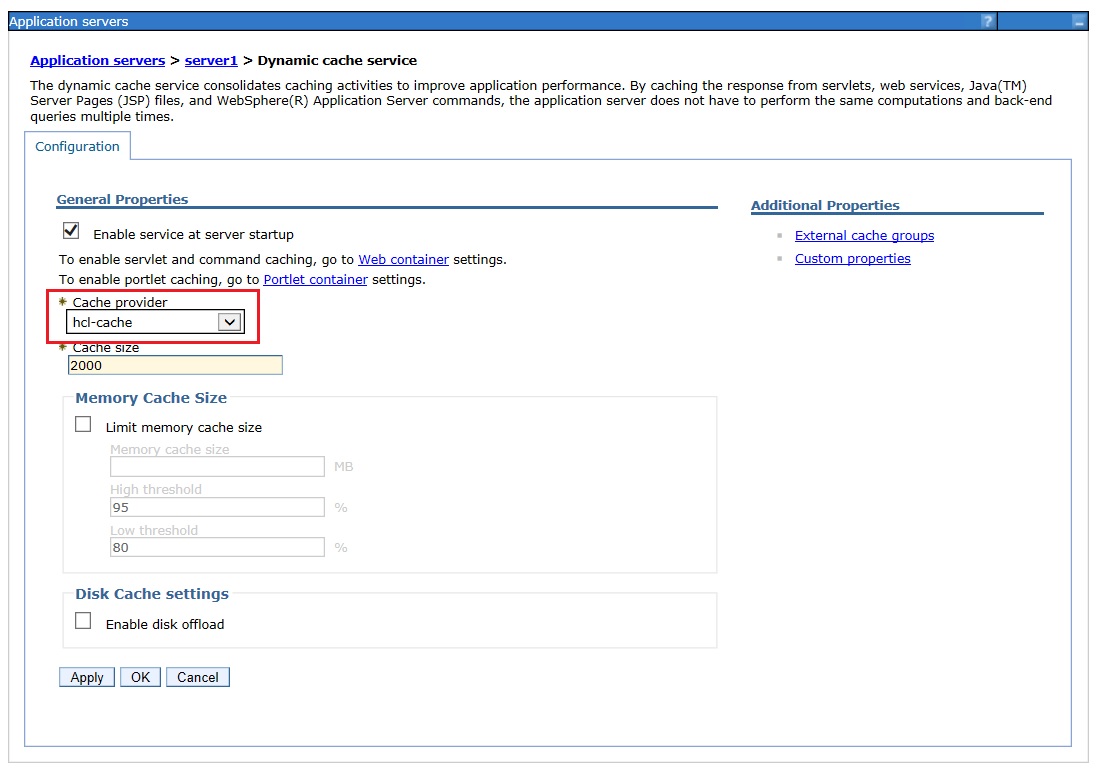 Application servers
?
Application servers > server1 > Dynamic cache service
The dynamic cache service consolidates caching activities to improve application performance. By caching the response from servlets, web services, Java(TM)
Server Pages (JSP) files, and WebSphere(R) Application Server commands, the application server does not have to perform the same computations and back-end
queries multiple times.
Configuration
General Properties
Enable service at server startup
To enable servlet and command caching, go to Web container settings.
To enable portlet caching, go to Portlet container settings.
Cache provider
hcl-cache
Cache size
2000
Memory Cache Size
Limit memory cache size
Memory cache size
MB
High threshold
95 %
Low threshold
80 %
Disk Cache settings
Enable disk offload
Apply OK Cancel
Additional Properties
External cache groups
Custom properties